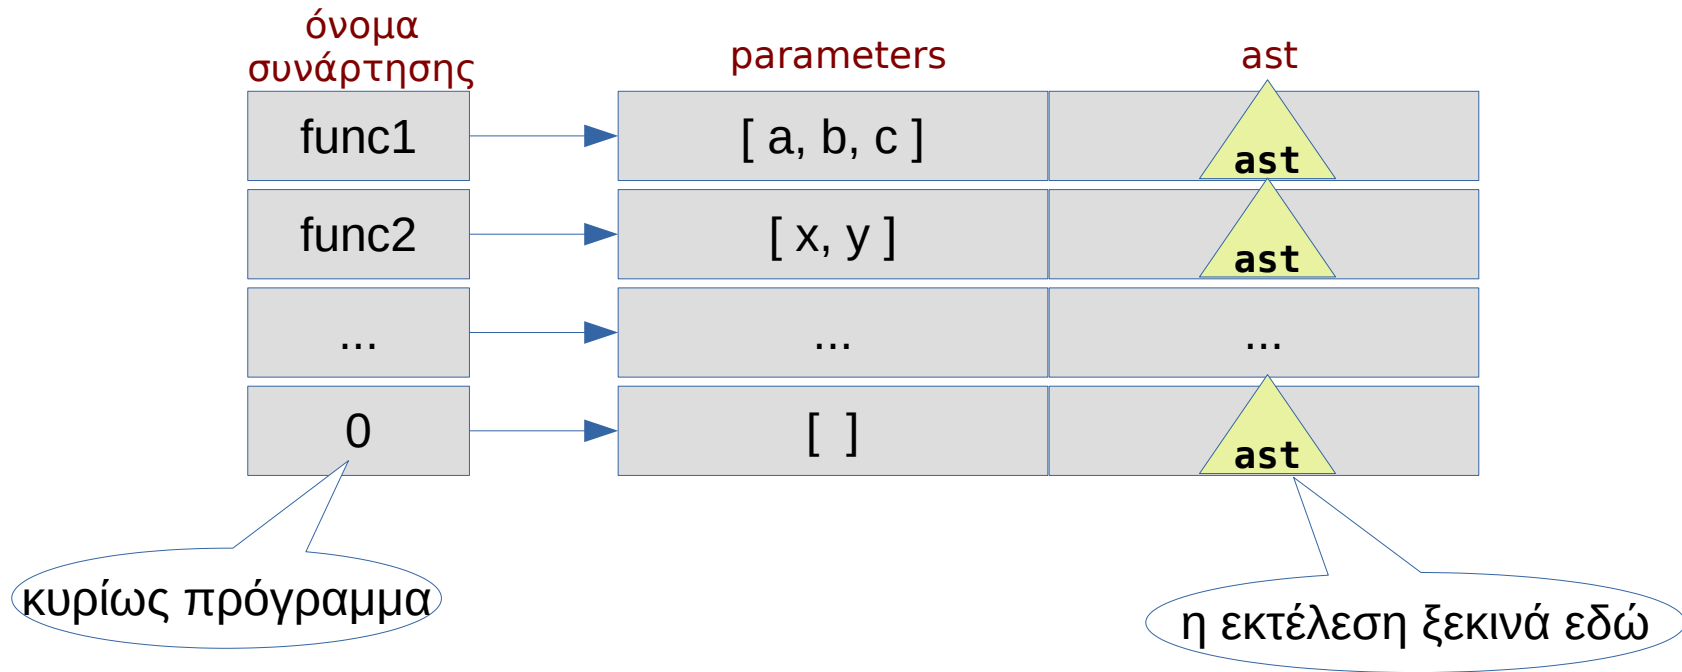 όνομα
συνάρτησης
parameters
ast
func1
[ a, b, c ]
ast
func2
[ x, y ]
ast
...
...
...
0
[ ]
ast
κυρίως πρόγραμμα
η εκτέλεση ξεκινά εδώ